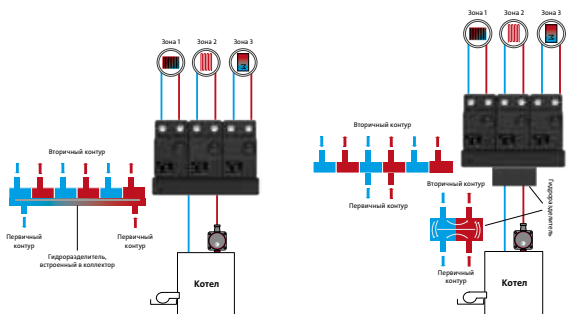 Зона 1 Зона 2 Зона 3
Вторичный контур
Первичный
контур
Гидроразделитель,
встроенный в коллектор
Первичный
контур
Котел
Зона 1 Зона 2 Зона 3
Вторичный контур
Первичный контур
Вторичный контур
Гидроразделитель
Первичный
контур
Котел